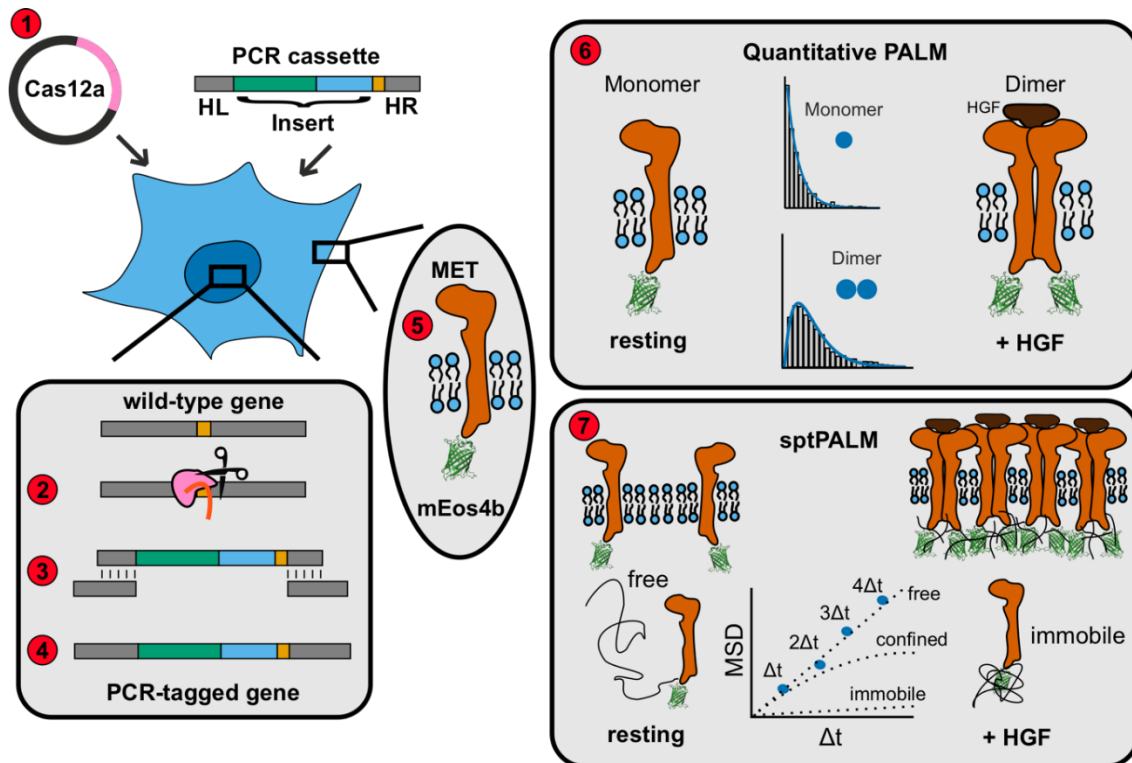 1
Cas12a
PCR cassette
HL
HR
Insert
wild-type gene
2
3
4
PCR-tagged gene
MET
5
mEos4b
6
Quantitative PALM
Monomer
Dimer
HGF
Monomer
Dimer
resting
+ HGF
7
sptPALM
free
MSD
Δt
2Δt
3Δt
4Δt
free
confined
immobile
Δt
immobile
resting
+ HGF